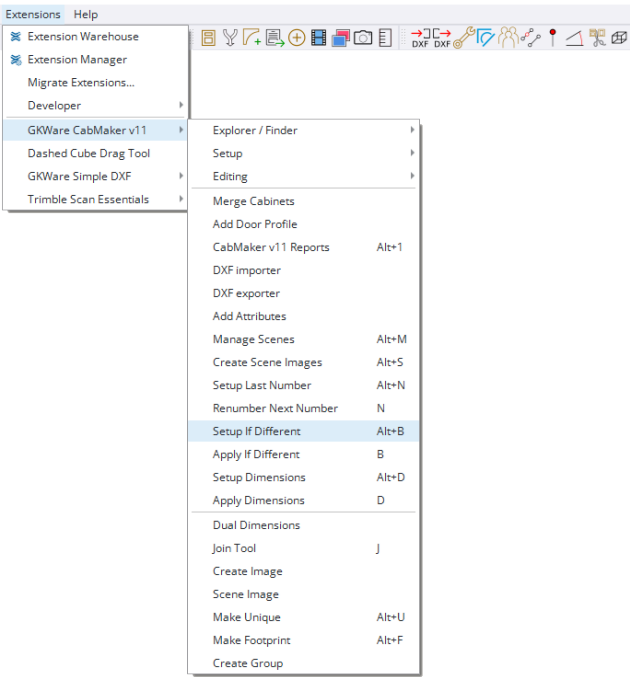 Extensions Help
Extension Warehouse
Extension Manager
Migrate Extensions...
Developer
GKWare CabMaker v11
Dashed Cube Drag Tool
GKWare Simple DXF
Trimble Scan Essentials
DXF DXF
Explorer / Finder
Setup
Editing
Merge Cabinets
Add Door Profile
CabMaker v11 Reports Alt+1
DXF importer
DXF exporter
Add Attributes
Manage Scenes Alt+M
Create Scene Images Alt+S
Setup Last Number Alt+N
Renumber Next Number N
Setup If Different Alt+B
Apply If Different B
Setup Dimensions Alt+D
Apply Dimensions D
Dual Dimensions
Join Tool J
Create Image
Scene Image
Make Unique Alt+U
Make Footprint Alt+F
Create Group